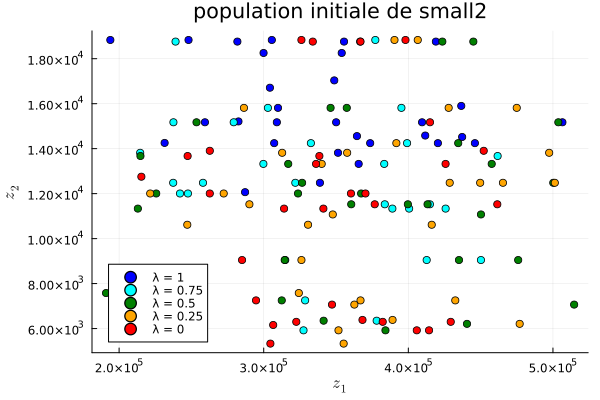 population initiale de small2
1.80×10⁴
1.60×10⁴
1.40×10⁴
1.20×10⁴
1.00×10⁴
8.00×10³
6.00×10³
z₂
λ = 1
λ = 0.75
λ = 0.5
λ = 0.25
λ = 0
2.0×10⁵ 3.0×10⁵ 4.0×10⁵ 5.0×10⁵
z₁